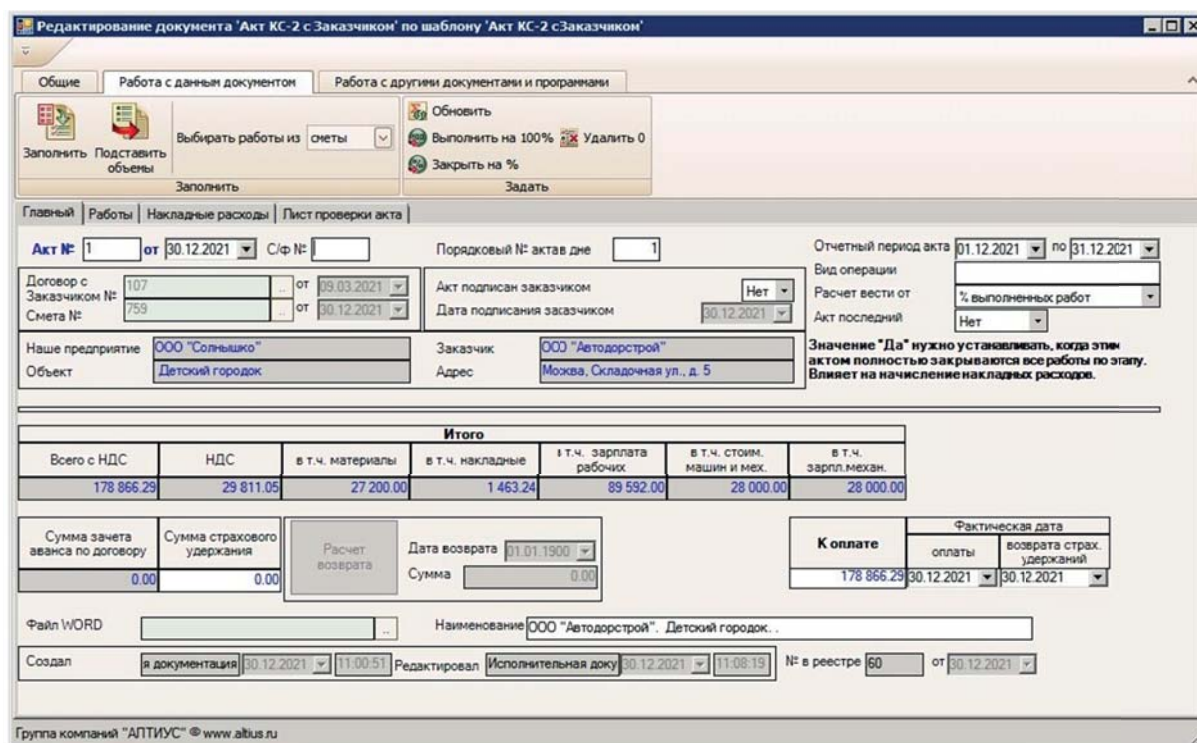 Редактирование документа 'Акт КС-2 с Заказчиком' по шаблону 'Акт КС-2 сЗаказчиком'
Общие Работа с данным документом Работа с другими документами и программами
Заполнить Подставить объемы Выбирать работы из сметы
Обновить
Выполнить на 100% Удалить 0
Закрыть на %
Заполнить Задать
Главный Работы Накладные расходы Лист проверки акта
Акт № 1 от 30.12.2021 С/ф № Порядковый № актав дне 1 Отчетный период акта 01.12.2021 по 31.12.2021
Вид операции
Договор с Заказчиком № 107 .. от 09.03.2021 Акт подписан заказчиком Нет Расчет вести от % выполненных работ
Смета № 759 .. от 30.12.2021 Дата подписания заказчиком 30.12.2021 Акт последний Нет
Наше предприятие ООО "Солнышко" Заказчик ООО "Автодорстрой"
Объект Детский городок Адрес Москва, Складочная ул., д. 5
Значение "Да" нужно устанавливать, когда этим
актом полностью закрываются все работы по этапу.
Влияет на начисление накладных расходов.
Итого
Всего с НДС НДС в т.ч. материалы в т.ч. накладные в т.ч. зарплата рабочих в т.ч. стоим. машин и мех. в т.ч. зарпл.механ.
178 866.29 29 811.05 27 200.00 1 463.24 89 592.00 28 000.00 28 000.00
Сумма зачета аванса по договору Сумма страхового удержания Расчет возврата Дата возврата 01.01.1900 К оплате Фактическая дата
оплаты возврата страх. удержаний
0.00 0.00 Сумма 0.00 178 866.29 30.12.2021 30.12.2021
Файл WORD .. Наименование ООО "Автодорстрой". Детский городок. .
Создал я документация 30.12.2021 11:00:51 Редактировал Исполнительная доку 30.12.2021 11:08:19 № в реестре 60 от 30.12.2021
Группа компаний "АЛТИУС" © www.altius.ru